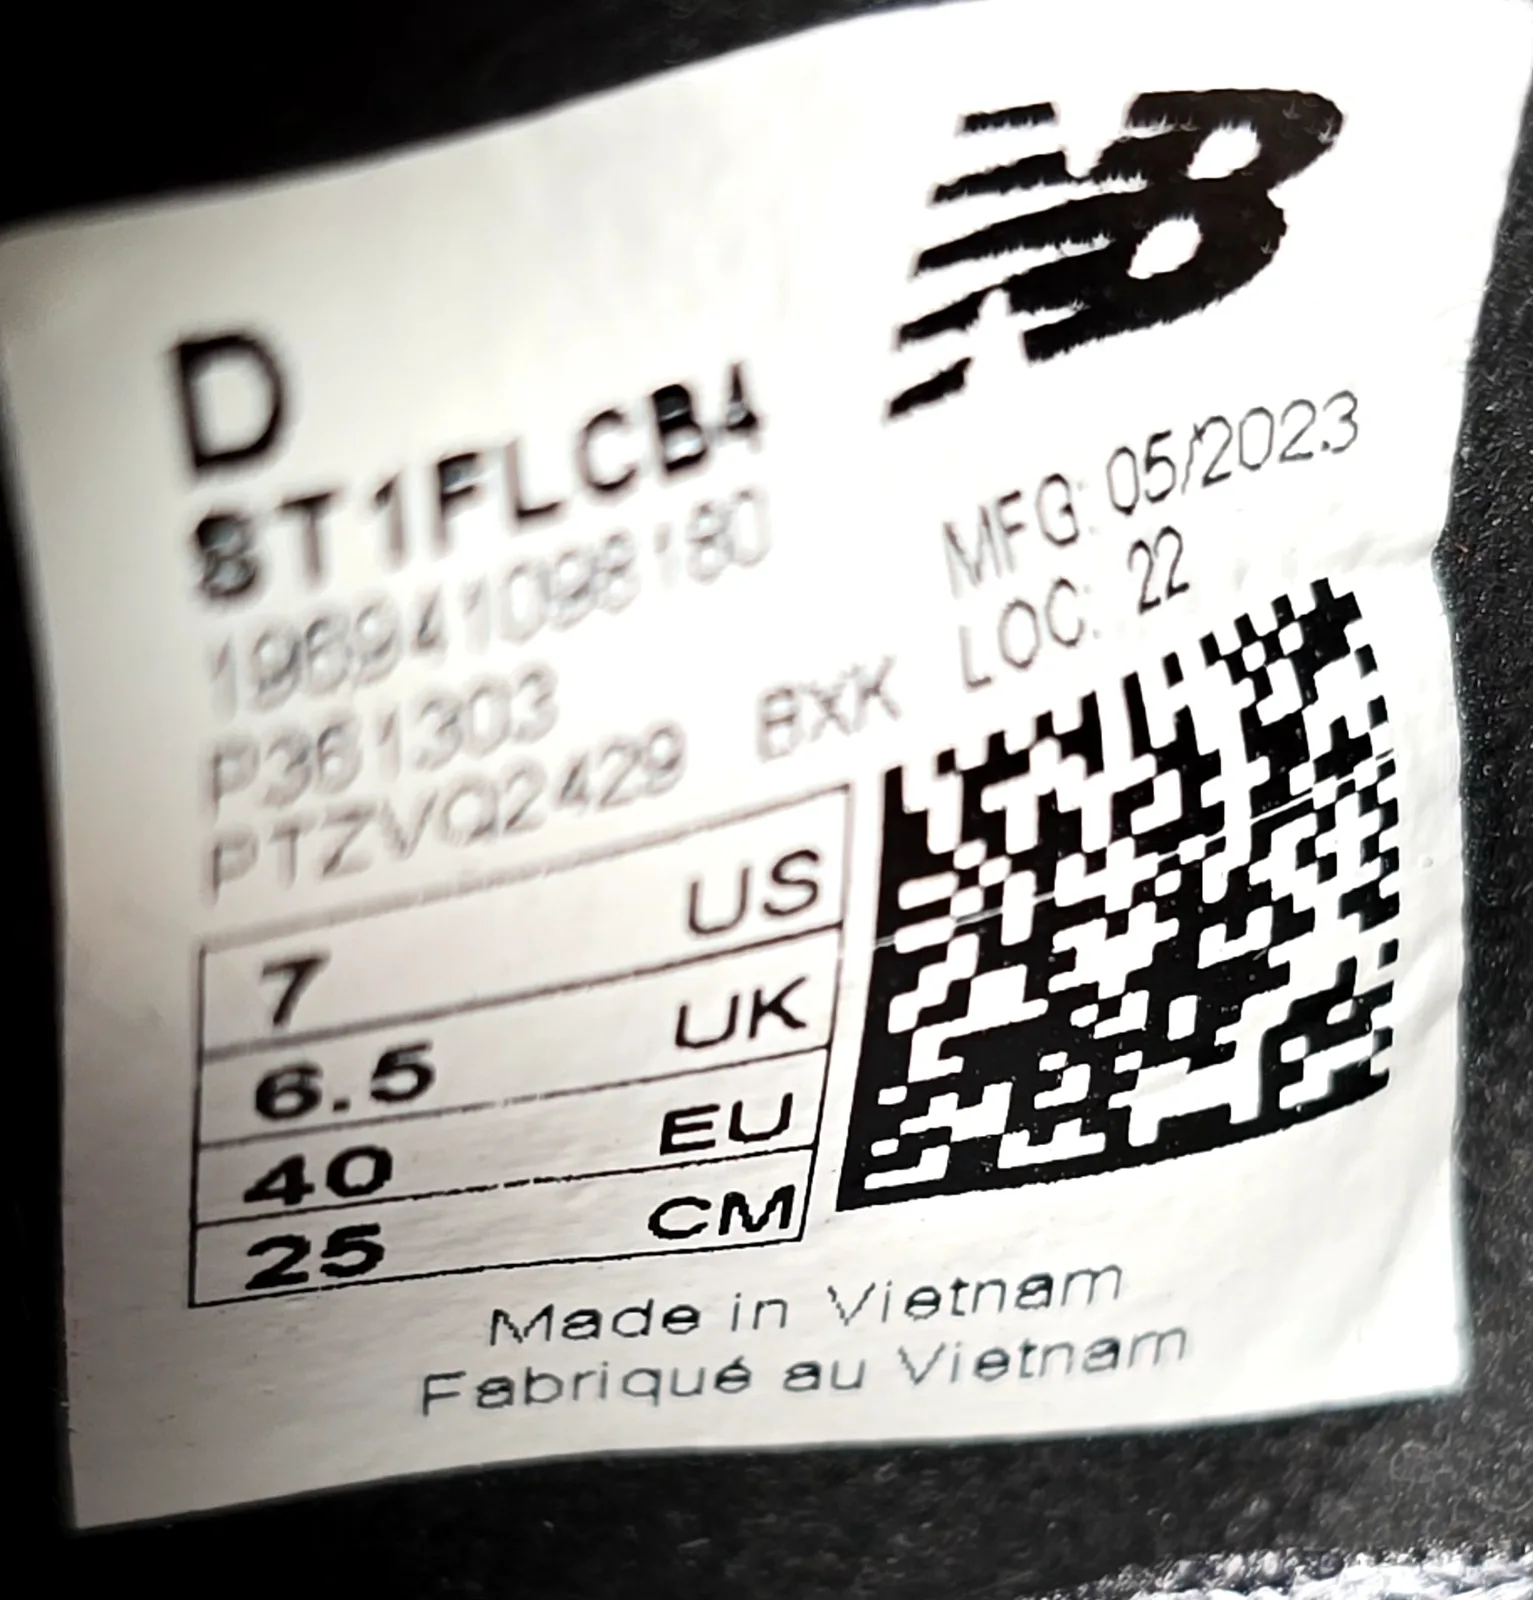 NB
D
ST1FLCB4
196941098180
P361303
PTZVQ2429 BXK
MFG: 05/2023
LOC: 22
7 US
6.5 UK
40 EU
25 CM
Made in Vietnam
Fabriqué au Vietnam